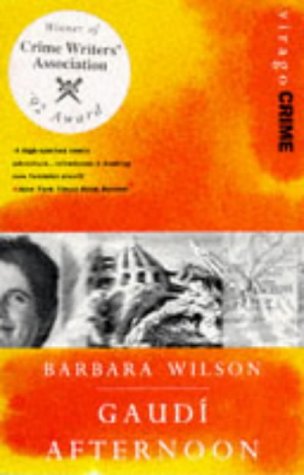 Winner of
Crime Writers'
Association
'92 Award
virago CRIME
"A high-spirited comic
adventure... introduces a dashing
new feminist sleuth"
New York Times Book Review
BARBARA WILSON
GAUDÍ
AFTERNOON